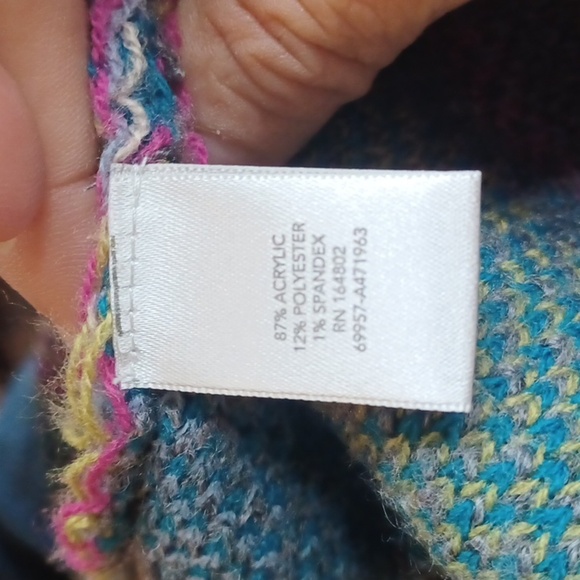 87% ACRYLIC
12% POLYESTER
1% SPANDEX
RN 164802
69957-A471963